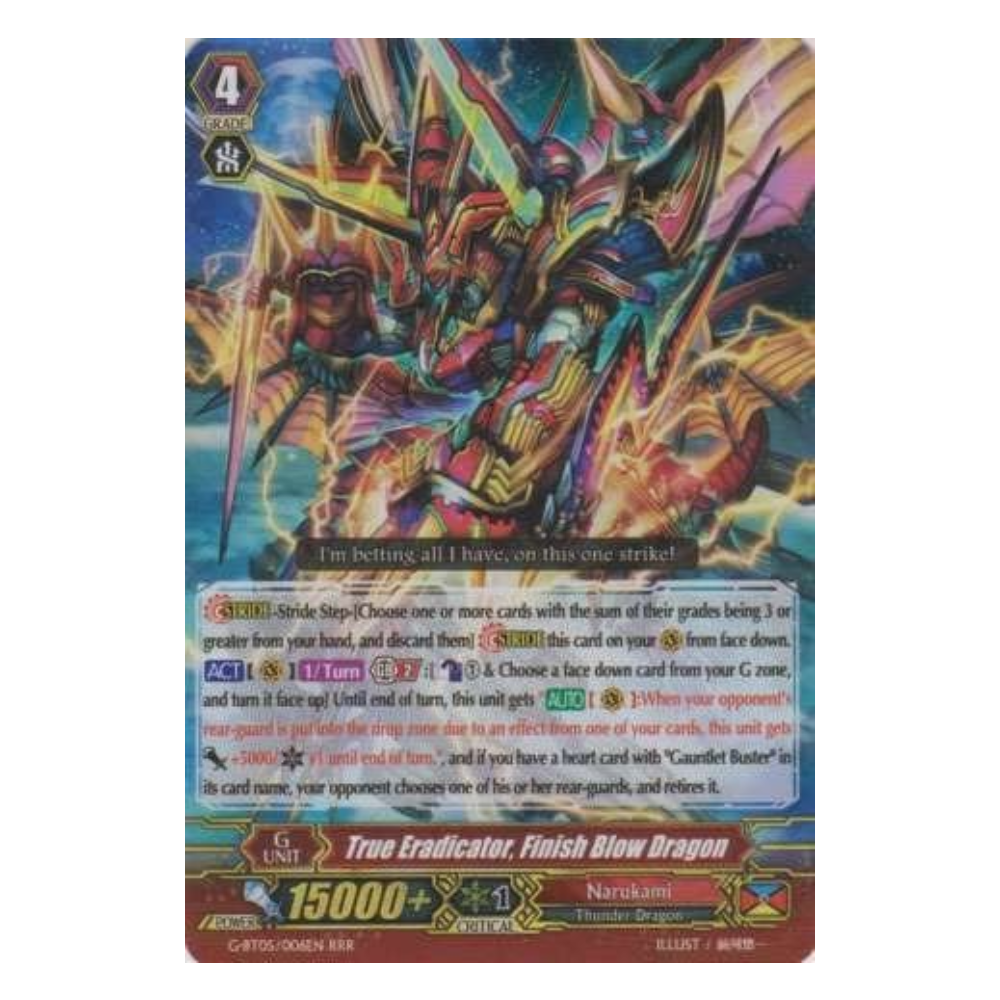 4
GRADE
I'm betting all I have, on this one strike!
STRIDE -Stride Step-[Choose one or more cards with the sum of their grades being 3 or
greater from your hand, and discard them] STRIDE this card on your from face down.
ACT [ ] 1/Turn GB 2 :[ 1 & Choose a face down card from your G zone,
and turn it face up] Until end of turn, this unit gets "AUTO [ ]:When your opponent's
rear-guard is put into the drop zone due to an effect from one of your cards, this unit gets
+5000/ +1 until end of turn.", and if you have a heart card with "Gauntlet Buster" in
its card name, your opponent chooses one of his or her rear-guards, and retires it.
G
UNIT
True Eradicator, Finish Blow Dragon
POWER
15000+
1
CRITICAL
Narukami
Thunder Dragon
G-BT05/006EN RRR
ILLUST /